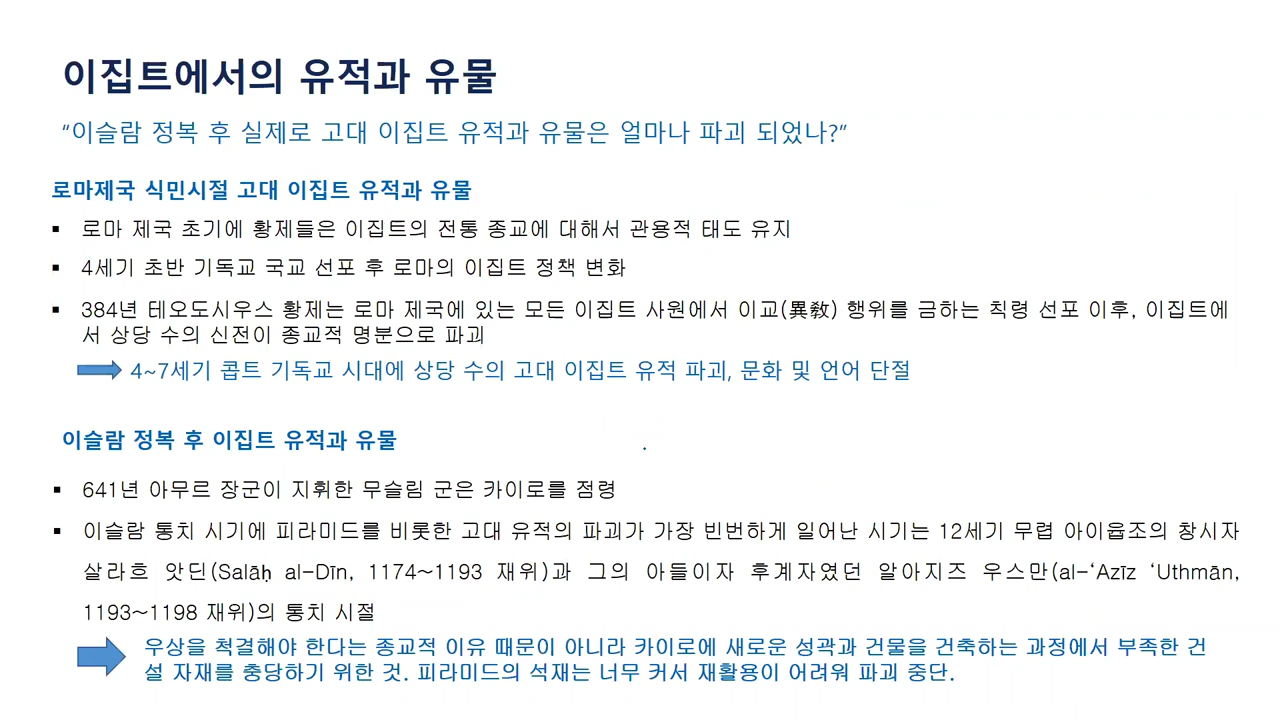 이집트에서의 유적과 유물
“이슬람 정복 후 실제로 고대 이집트 유적과 유물은 얼마나 파괴 되었나?”
로마제국 식민시절 고대 이집트 유적과 유물
▪ 로마 제국 초기에 황제들은 이집트의 전통 종교에 대해서 관용적 태도 유지
▪ 4세기 초반 기독교 국교 선포 후 로마의 이집트 정책 변화
▪ 384년 테오도시우스 황제는 로마 제국에 있는 모든 이집트 사원에서 이교(異敎) 행위를 금하는 칙령 선포 이후, 이집트에
서 상당 수의 신전이 종교적 명분으로 파괴
4~7세기 콥트 기독교 시대에 상당 수의 고대 이집트 유적 파괴, 문화 및 언어 단절
이슬람 정복 후 이집트 유적과 유물
▪ 641년 아무르 장군이 지휘한 무슬림 군은 카이로를 점령
▪ 이슬람 통치 시기에 피라미드를 비롯한 고대 유적의 파괴가 가장 빈번하게 일어난 시기는 12세기 무렵 아이윱조의 창시자
살라흐 앗딘(Salāḥ al-Dīn, 1174~1193 재위)과 그의 아들이자 후계자였던 알아지즈 우스만(al-‘Azīz ‘Uthmān,
1193~1198 재위)의 통치 시절
우상을 척결해야 한다는 종교적 이유 때문이 아니라 카이로에 새로운 성곽과 건물을 건축하는 과정에서 부족한 건
설 자재를 충당하기 위한 것. 피라미드의 석재는 너무 커서 재활용이 어려워 파괴 중단.